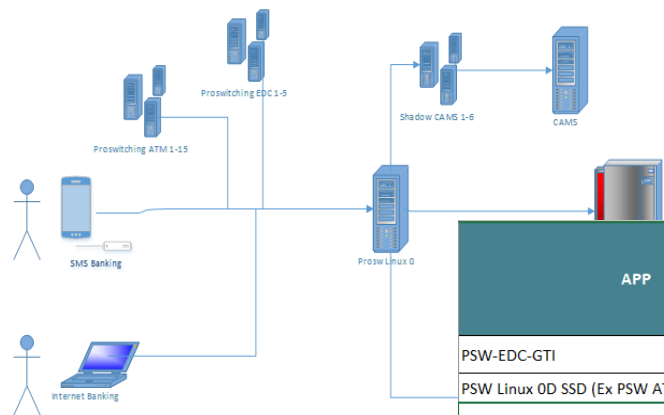 Proswitching EDC 1-5
Shadow CAMS 1-6
CAMS
Proswitching ATM 1-15
SMS Banking
Prosw Linux 0
APP
PSW-EDC-GTI
PSW Linux 0D SSD (Ex PSW A
Internet Banking